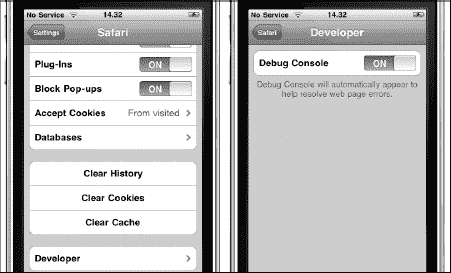 No Service 14.32
Settings Safari
Plug-Ins ON
Block Pop-ups ON
Accept Cookies From visited
Databases
Clear History
Clear Cookies
Clear Cache
Developer
No Service 14.32
Safari Developer
Debug Console ON
Debug Console will automatically appear to
help resolve web page errors.